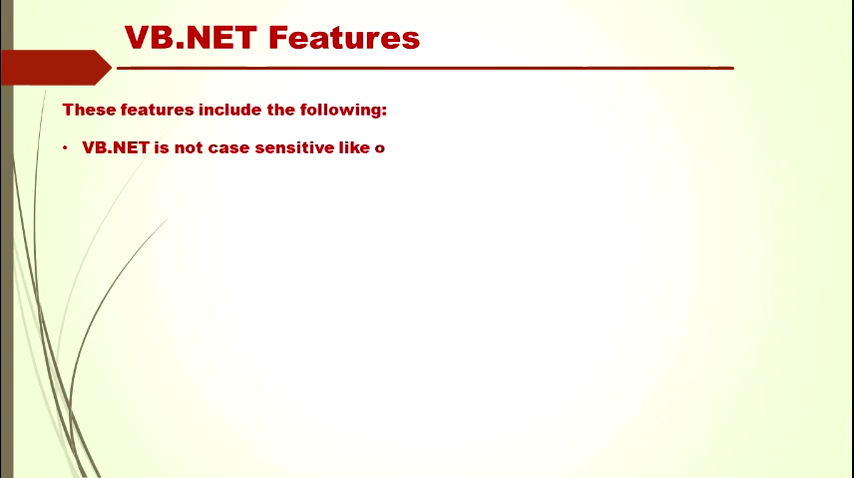 VB.NET Features
These features include the following:
• VB.NET is not case sensitive like o